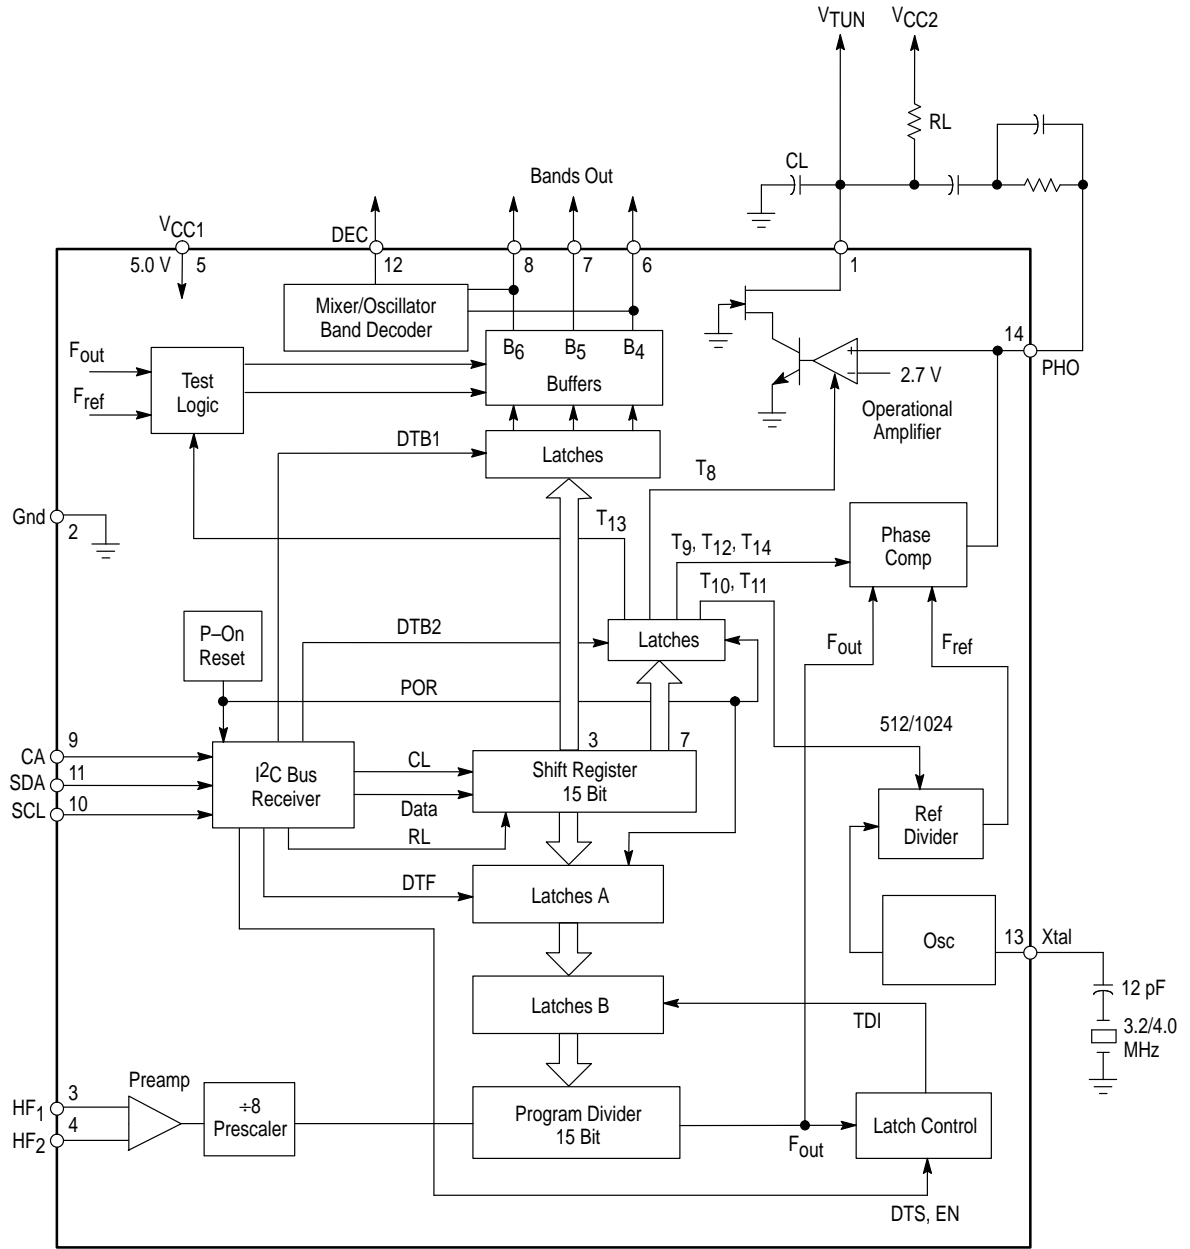 VTUN
VCC2
RL
CL
Bands Out
VCC1
5.0 V
5
DEC
12
8
7
6
1
Mixer/Oscillator
Band Decoder
B6
B5
B4
Buffers
Fout
Fref
Test
Logic
+
–
2.7 V
Operational
Amplifier
14
PHO
DTB1
Latches
T8
T13
Gnd
2
T9, T12, T14
Phase
Comp
T10, T11
P–On
Reset
DTB2
Latches
Fout
Fref
POR
512/1024
CA
9
SDA
11
SCL
10
I2C Bus
Receiver
CL
Data
RL
3
7
Shift Register
15 Bit
Ref
Divider
DTF
Latches A
Osc
13
Xtal
12 pF
3.2/4.0
MHz
Latches B
TDI
HF1
3
HF2
4
Preamp
÷8
Prescaler
Program Divider
15 Bit
Fout
Latch Control
DTS, EN